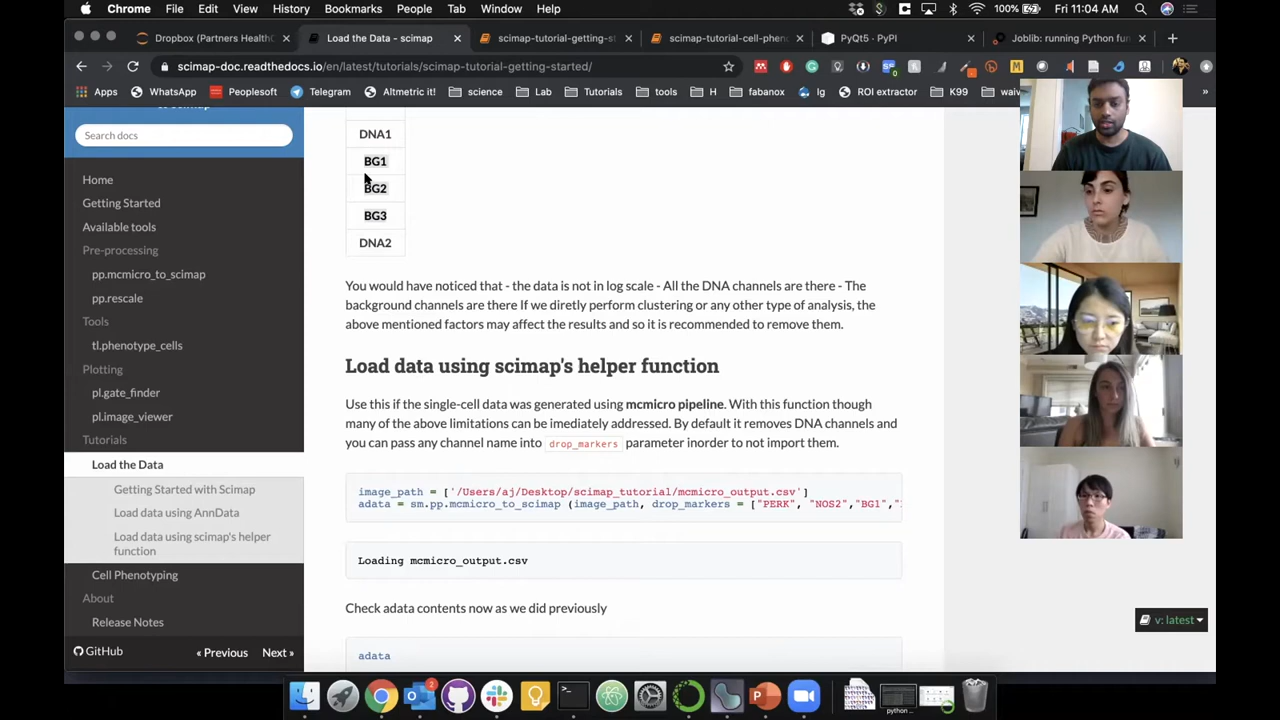 Chrome File Edit View History Bookmarks People Tab Window Help
100% Fri 11:04 AM
Dropbox (Partners HealthC
Load the Data - scimap
scimap-tutorial-getting-st
scimap-tutorial-cell-phen
PyQt5 · PyPI
Joblib: running Python fun
scimap-doc.readthedocs.io/en/latest/tutorials/scimap-tutorial-getting-started/
Apps WhatsApp Peoplesoft Telegram Altmetric it! science Lab Tutorials tools H fabanox Ig ROI extractor K99 waiv
Search docs
Home
Getting Started
Available tools
Pre-processing
pp.mcmicro_to_scimap
pp.rescale
Tools
tl.phenotype_cells
Plotting
pl.gate_finder
pl.image_viewer
Tutorials
Load the Data
Getting Started with Scimap
Load data using AnnData
Load data using scimap's helper
function
Cell Phenotyping
About
Release Notes
GitHub « Previous Next »
DNA1
BG1
BG2
BG3
DNA2
You would have noticed that - the data is not in log scale - All the DNA channels are there - The
background channels are there If we diretly perform clustering or any other type of analysis, the
above mentioned factors may affect the results and so it is recommended to remove them.
Load data using scimap's helper function
Use this if the single-cell data was generated using mcmicro pipeline. With this function though
many of the above limitations can be imediately addressed. By default it removes DNA channels and
you can pass any channel name into drop_markers parameter inorder to not import them.
image_path = ['/Users/aj/Desktop/scimap_tutorial/mcmicro_output.csv']
adata = sm.pp.mcmicro_to_scimap (image_path, drop_markers = ["PERK", "NOS2","BG1","
Loading mcmicro_output.csv
Check adata contents now as we did previously
adata
v: latest
2
python ...